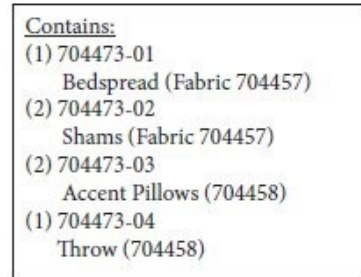 Contains:
(1) 704473-01
Bedspread (Fabric 704457)
(2) 704473-02
Shams (Fabric 704457)
(2) 704473-03
Accent Pillows (704458)
(1) 704473-04
Throw (704458)